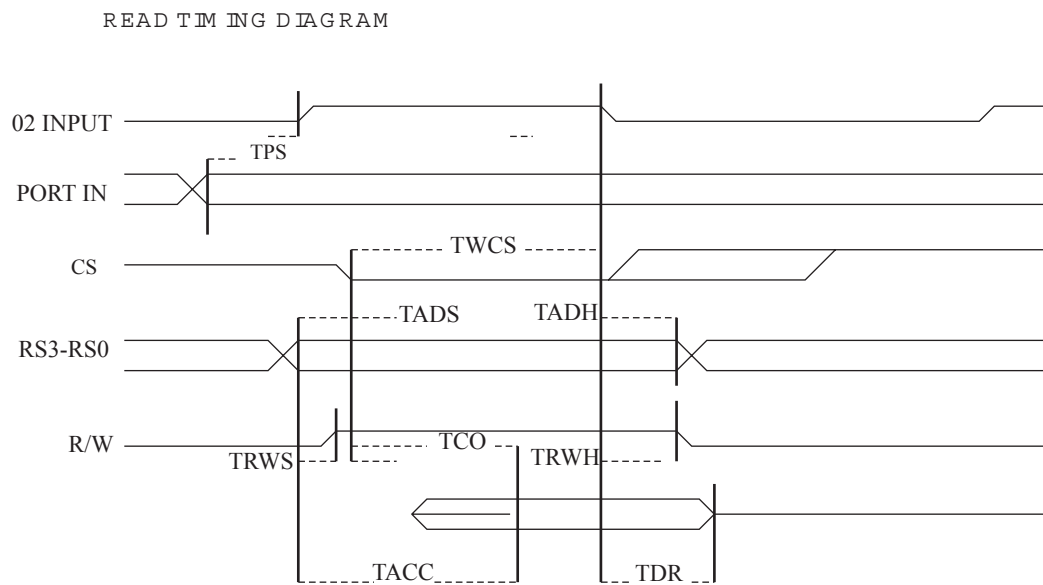 READ TIMING DIAGRAM
02 INPUT
TPS
PORT IN
TWCS
CS
TADS TADH
RS3-RS0
R/W
TCO
TRWS TRWH
TACC TDR